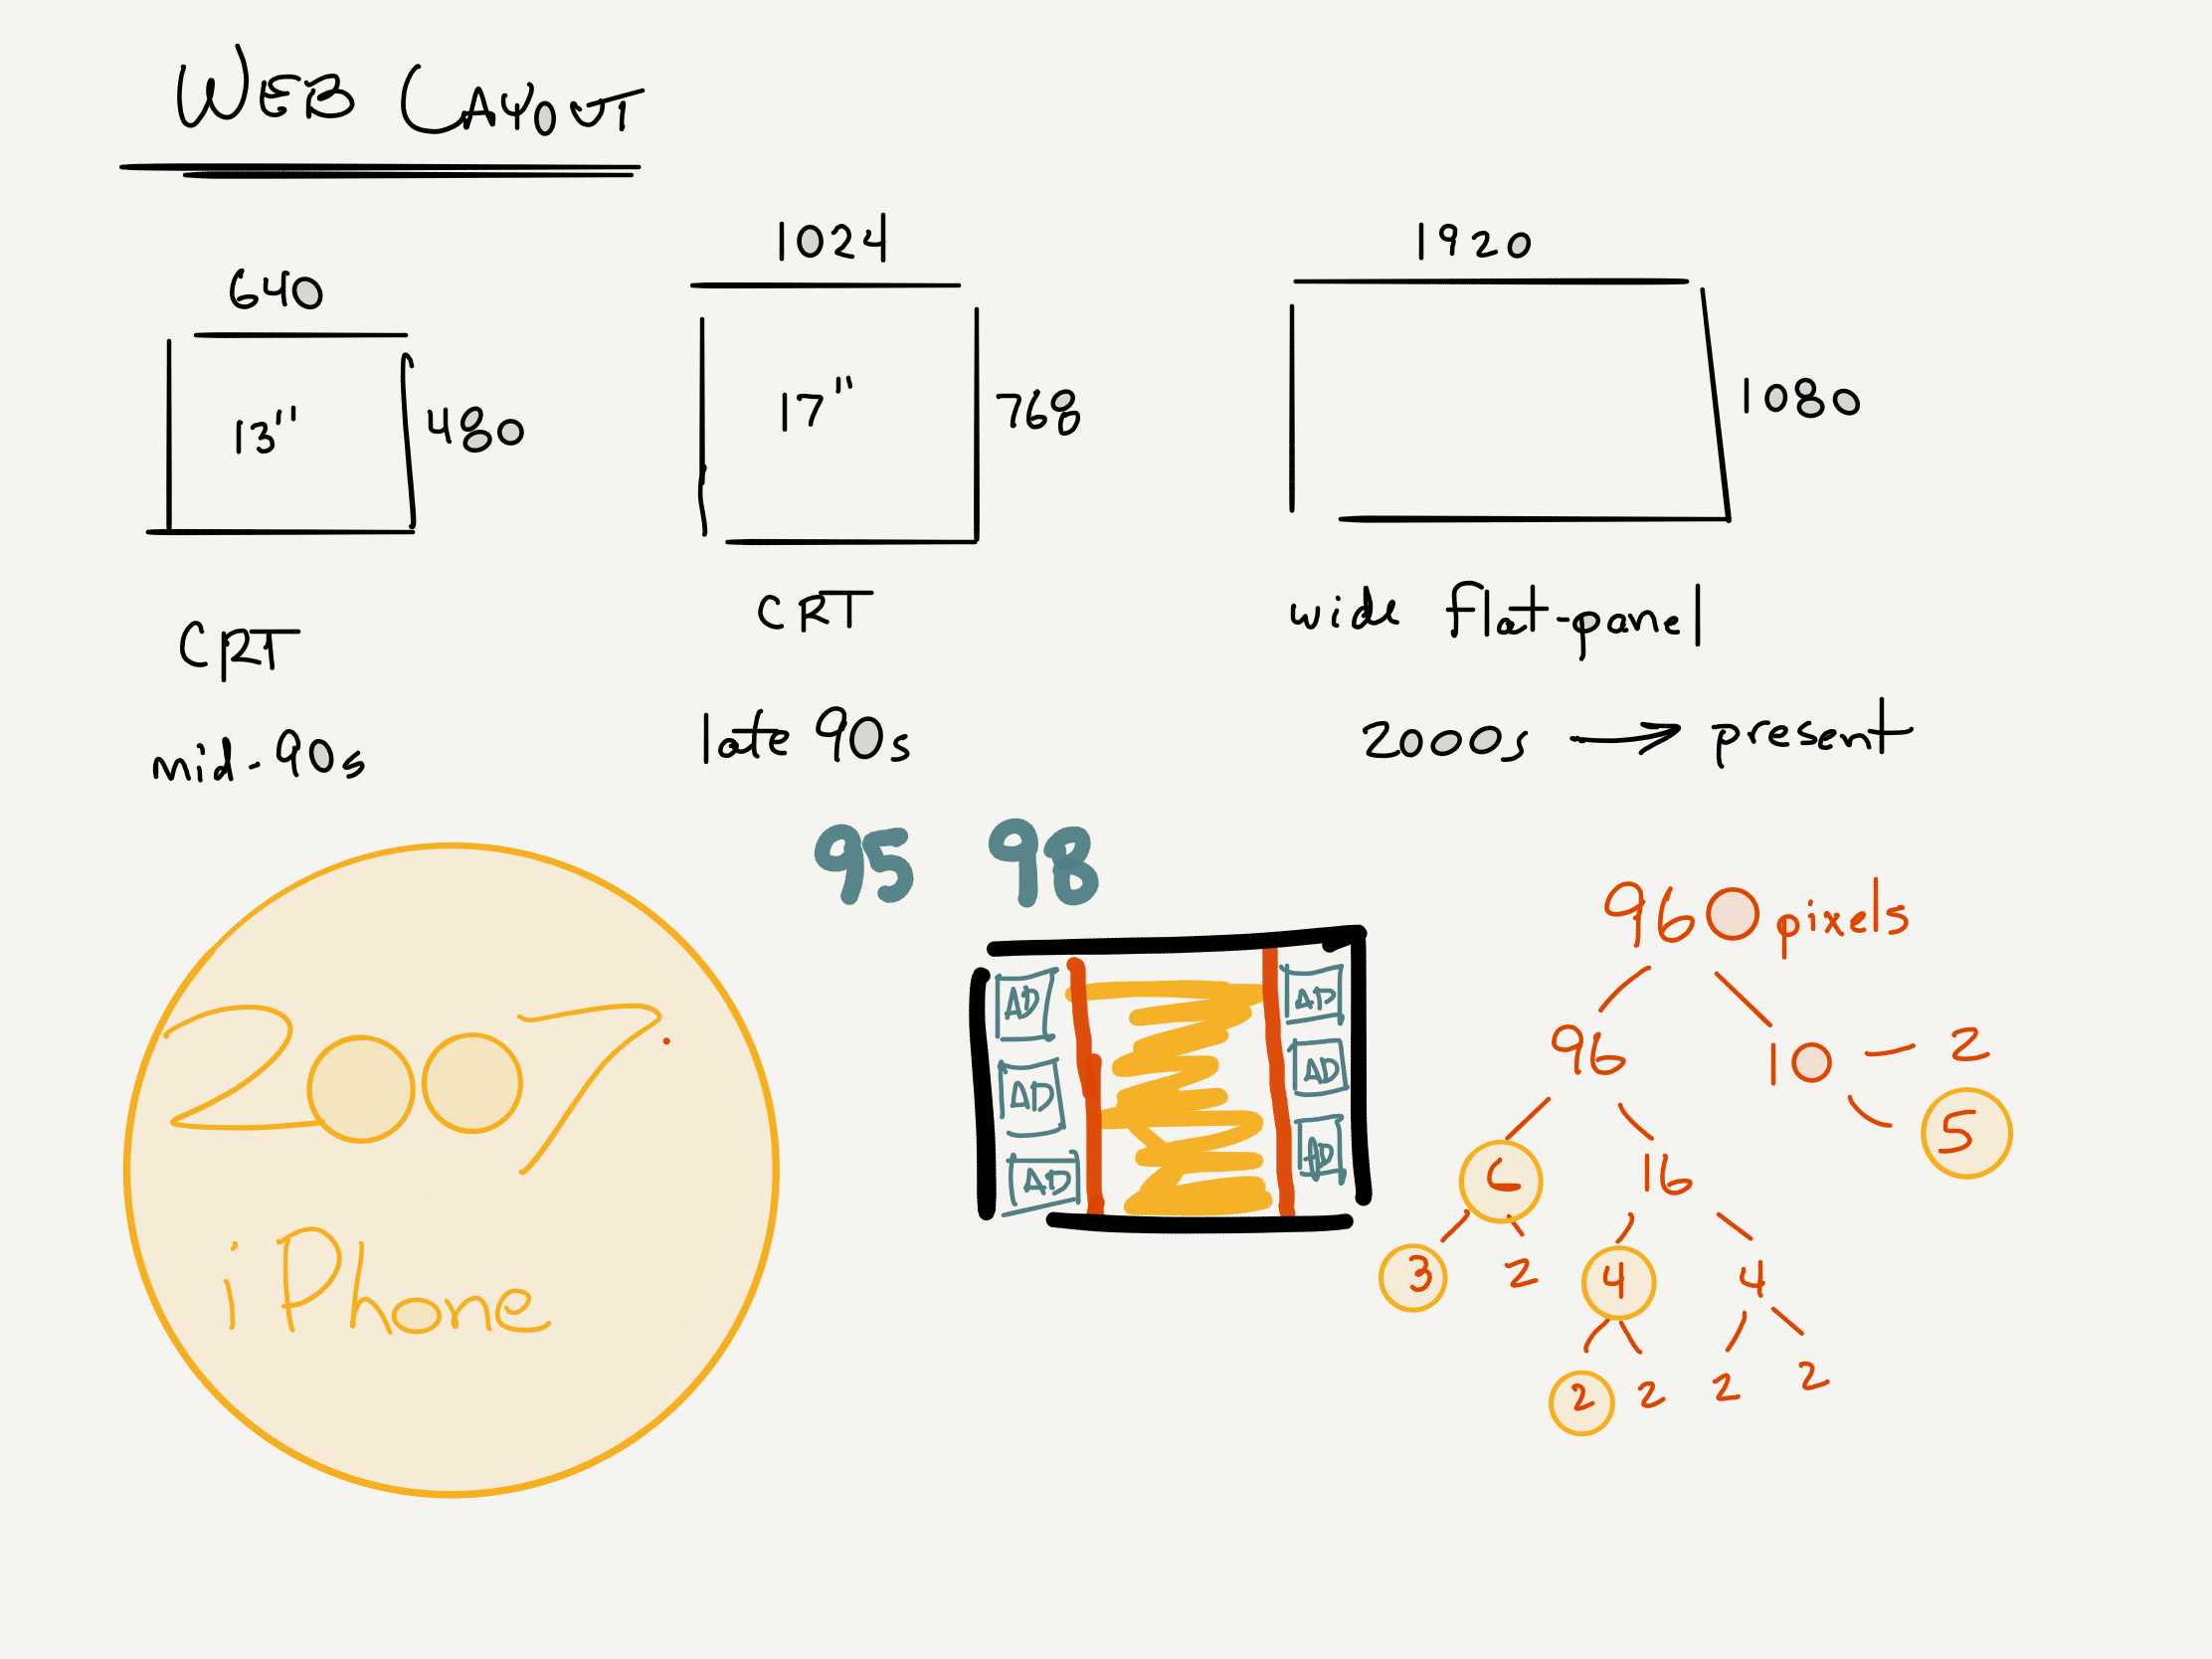 WEB LAYOUT
640
13"
480
CRT
mid-90s
1024
17"
768
CRT
late 90s
1920
1080
wide flat-panel
2000s → present
2007
iPhone
95 98
AD
AD
AD
AD
AD
AD
960 pixels
96 10 2
5
6 16
3 2 4 4
2 2 2 2